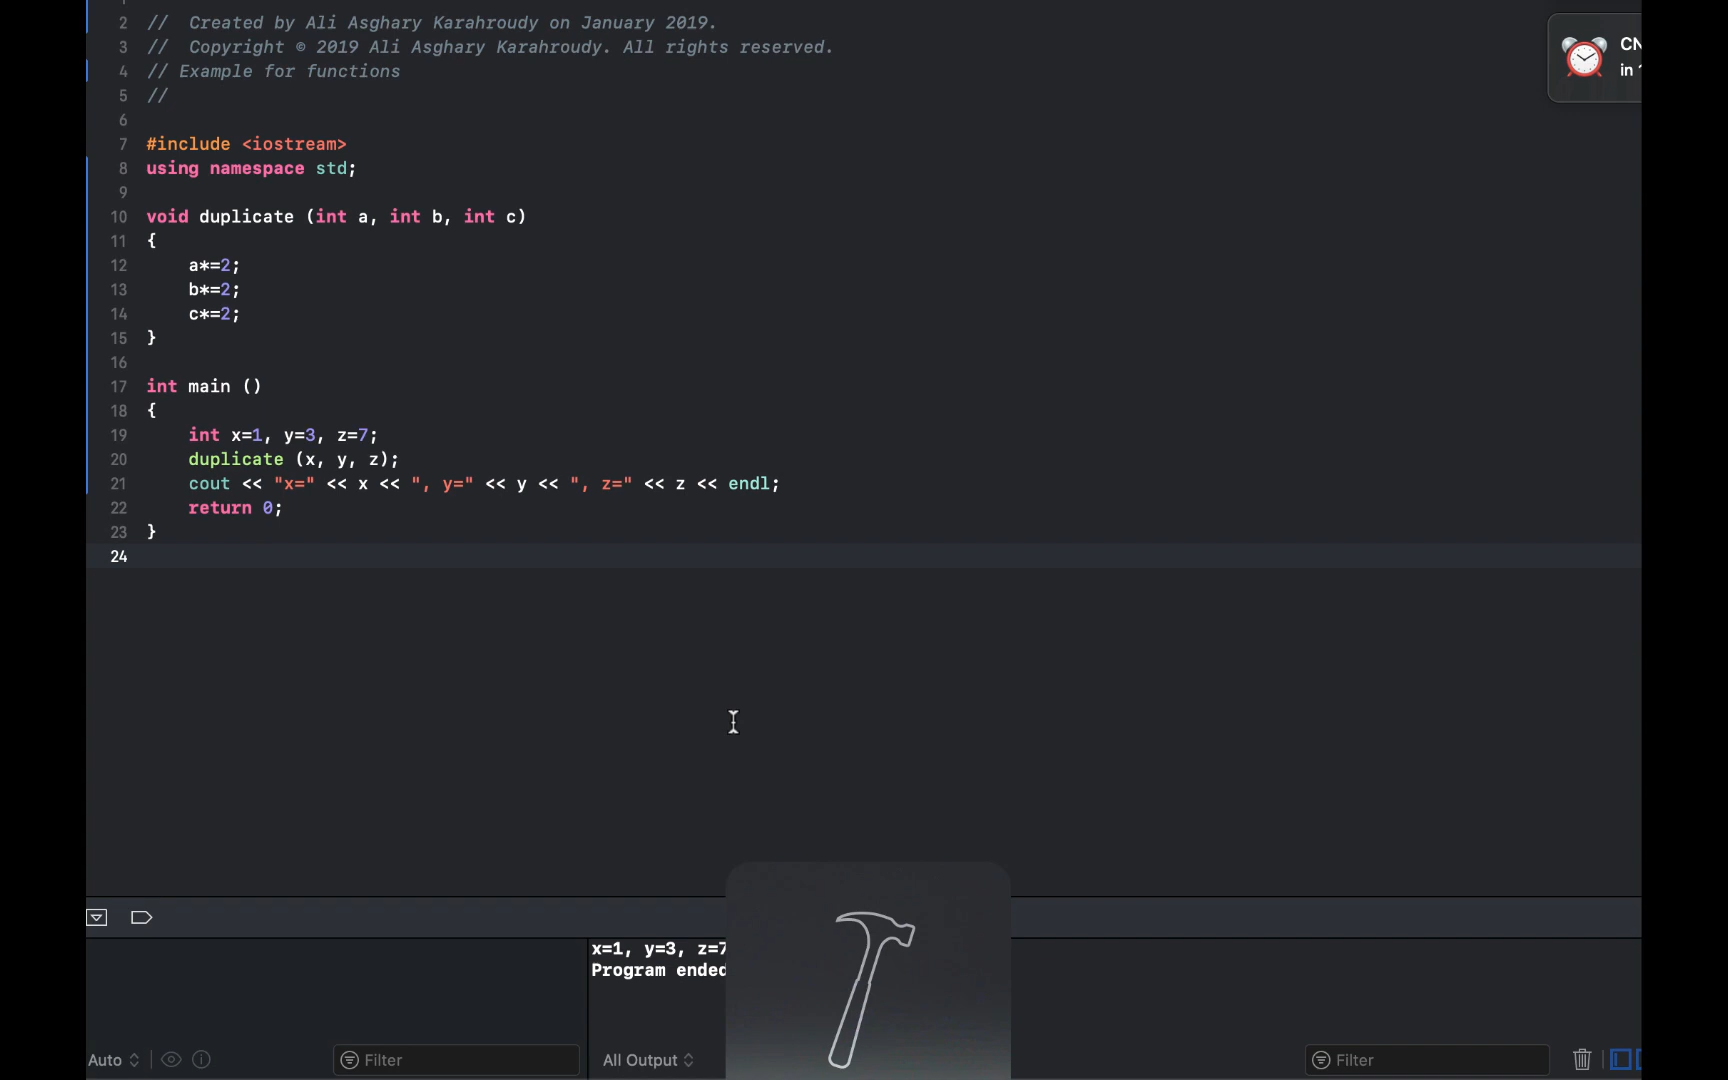 2 // Created by Ali Asghary Karahroudy on January 2019.
3 // Copyright © 2019 Ali Asghary Karahroudy. All rights reserved.
4 // Example for functions
5 //
6
7 #include <iostream>
8 using namespace std;
9
10 void duplicate (int a, int b, int c)
11 {
12     a*=2;
13     b*=2;
14     c*=2;
15 }
16
17 int main ()
18 {
19     int x=1, y=3, z=7;
20     duplicate (x, y, z);
21     cout << "x=" << x << ", y=" << y << ", z=" << z << endl;
22     return 0;
23 }
24
CN
in
x=1, y=3, z=7
Program ended
Auto
Filter
All Output
Filter